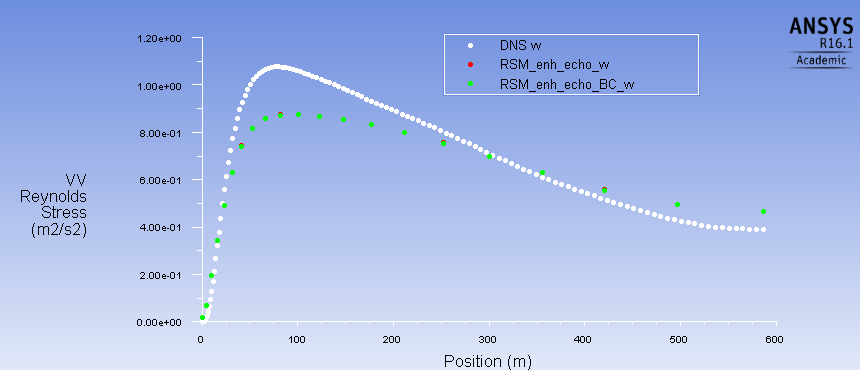 ANSYS
R16.1
Academic
DNS w
RSM_enh_echo_w
RSM_enh_echo_BC_w
1.20e+00
1.00e+00
8.00e-01
6.00e-01
4.00e-01
2.00e-01
0.00e+00
VV
Reynolds
Stress
(m2/s2)
0 100 200 300 400 500 600
Position (m)